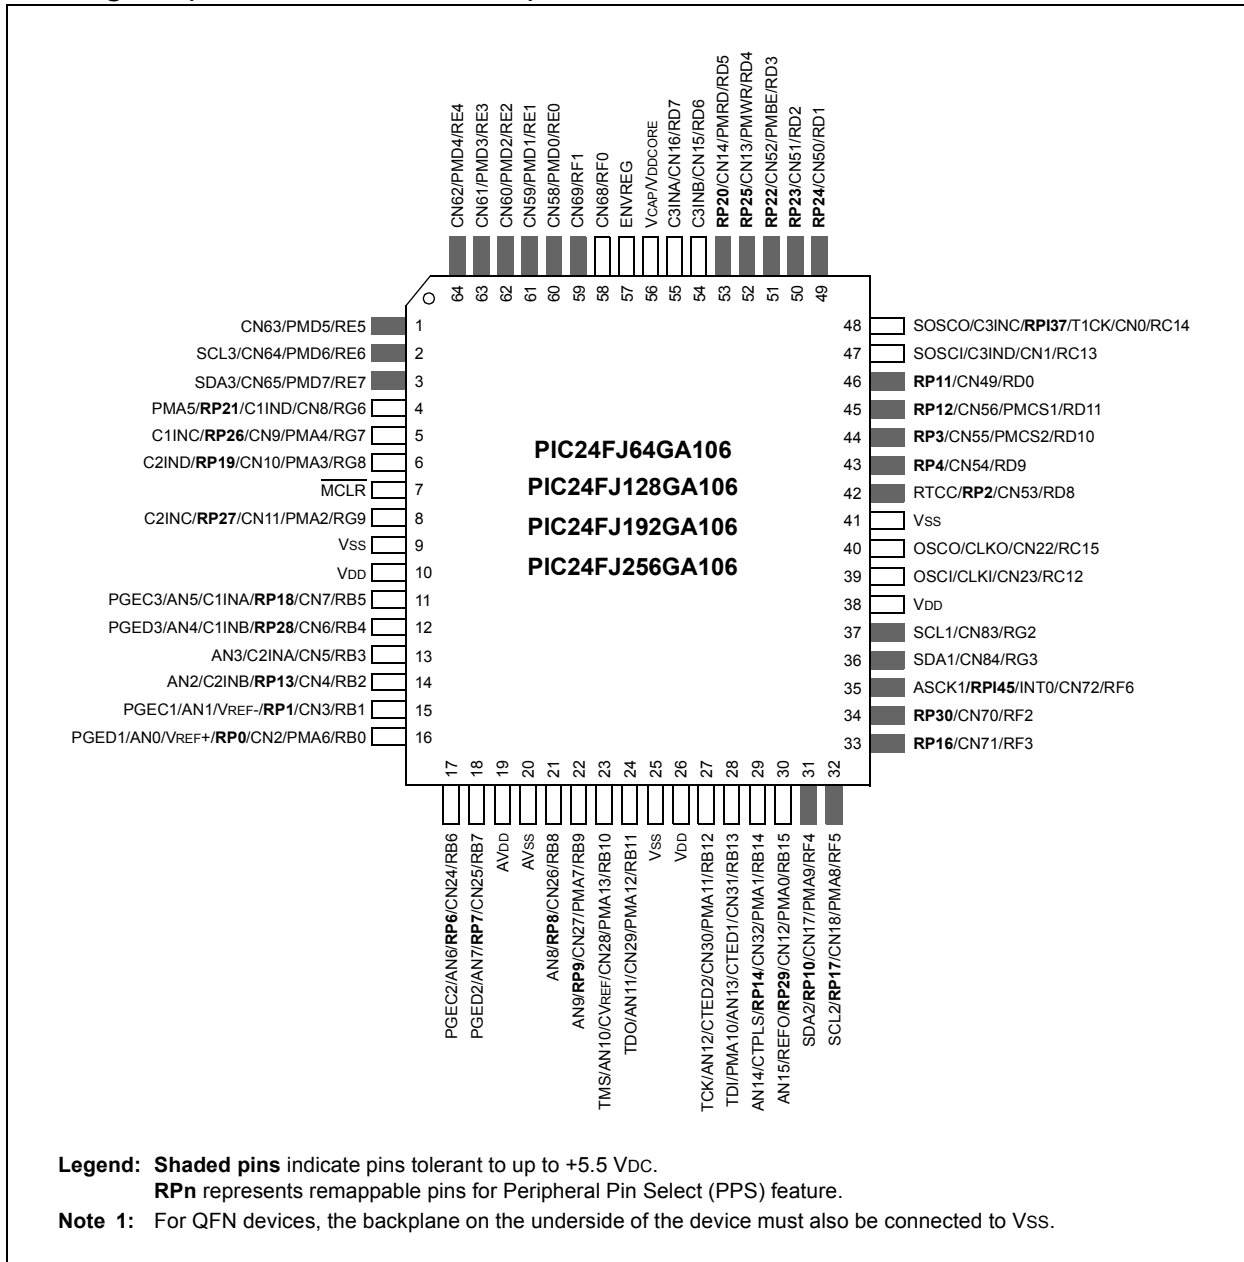 CN62/PMD4/RE4
CN61/PMD3/RE3
CN60/PMD2/RE2
CN59/PMD1/RE1
CN58/PMD0/RE0
CN69/RF1
CN68/RF0
ENVREG
VCAP/VDDCORE
C3INA/CN16/RD7
C3INB/CN15/RD6
RP20/CN14/PMRD/RD5
RP25/CN13/PMWR/RD4
RP22/CN52/PMBE/RD3
RP23/CN51/RD2
RP24/CN50/RD1
64 63 62 61 60 59 58 57 56 55 54 53 52 51 50 49
CN63/PMD5/RE5 1
SCL3/CN64/PMD6/RE6 2
SDA3/CN65/PMD7/RE7 3
PMA5/RP21/C1IND/CN8/RG6 4
C1INC/RP26/CN9/PMA4/RG7 5
C2IND/RP19/CN10/PMA3/RG8 6
MCLR 7
C2INC/RP27/CN11/PMA2/RG9 8
VSS 9
VDD 10
PGEC3/AN5/C1INA/RP18/CN7/RB5 11
PGED3/AN4/C1INB/RP28/CN6/RB4 12
AN3/C2INA/CN5/RB3 13
AN2/C2INB/RP13/CN4/RB2 14
PGEC1/AN1/VREF-/RP1/CN3/RB1 15
PGED1/AN0/VREF+/RP0/CN2/PMA6/RB0 16
PIC24FJ64GA106
PIC24FJ128GA106
PIC24FJ192GA106
PIC24FJ256GA106
48 SOSCO/C3INC/RPI37/T1CK/CN0/RC14
47 SOSCI/C3IND/CN1/RC13
46 RP11/CN49/RD0
45 RP12/CN56/PMCS1/RD11
44 RP3/CN55/PMCS2/RD10
43 RP4/CN54/RD9
42 RTCC/RP2/CN53/RD8
41 VSS
40 OSCO/CLKO/CN22/RC15
39 OSCI/CLKI/CN23/RC12
38 VDD
37 SCL1/CN83/RG2
36 SDA1/CN84/RG3
35 ASCK1/RPI45/INT0/CN72/RF6
34 RP30/CN70/RF2
33 RP16/CN71/RF3
17 18 19 20 21 22 23 24 25 26 27 28 29 30 31 32
PGEC2/AN6/RP6/CN24/RB6
PGED2/AN7/RP7/CN25/RB7
AVDD
AVSS
AN8/RP8/CN26/RB8
AN9/RP9/CN27/PMA7/RB9
TMS/AN10/CVREF/CN28/PMA13/RB10
TDO/AN11/CN29/PMA12/RB11
VSS
VDD
TCK/AN12/CTED2/CN30/PMA11/RB12
TDI/PMA10/AN13/CTED1/CN31/RB13
AN14/CTPLS/RP14/CN32/PMA1/RB14
AN15/REFO/RP29/CN12/PMA0/RB15
SDA2/RP10/CN17/PMA9/RF4
SCL2/RP17/CN18/PMA8/RF5
Legend: Shaded pins indicate pins tolerant to up to +5.5 VDC.
RPn represents remappable pins for Peripheral Pin Select (PPS) feature.
Note 1: For QFN devices, the backplane on the underside of the device must also be connected to VSS.